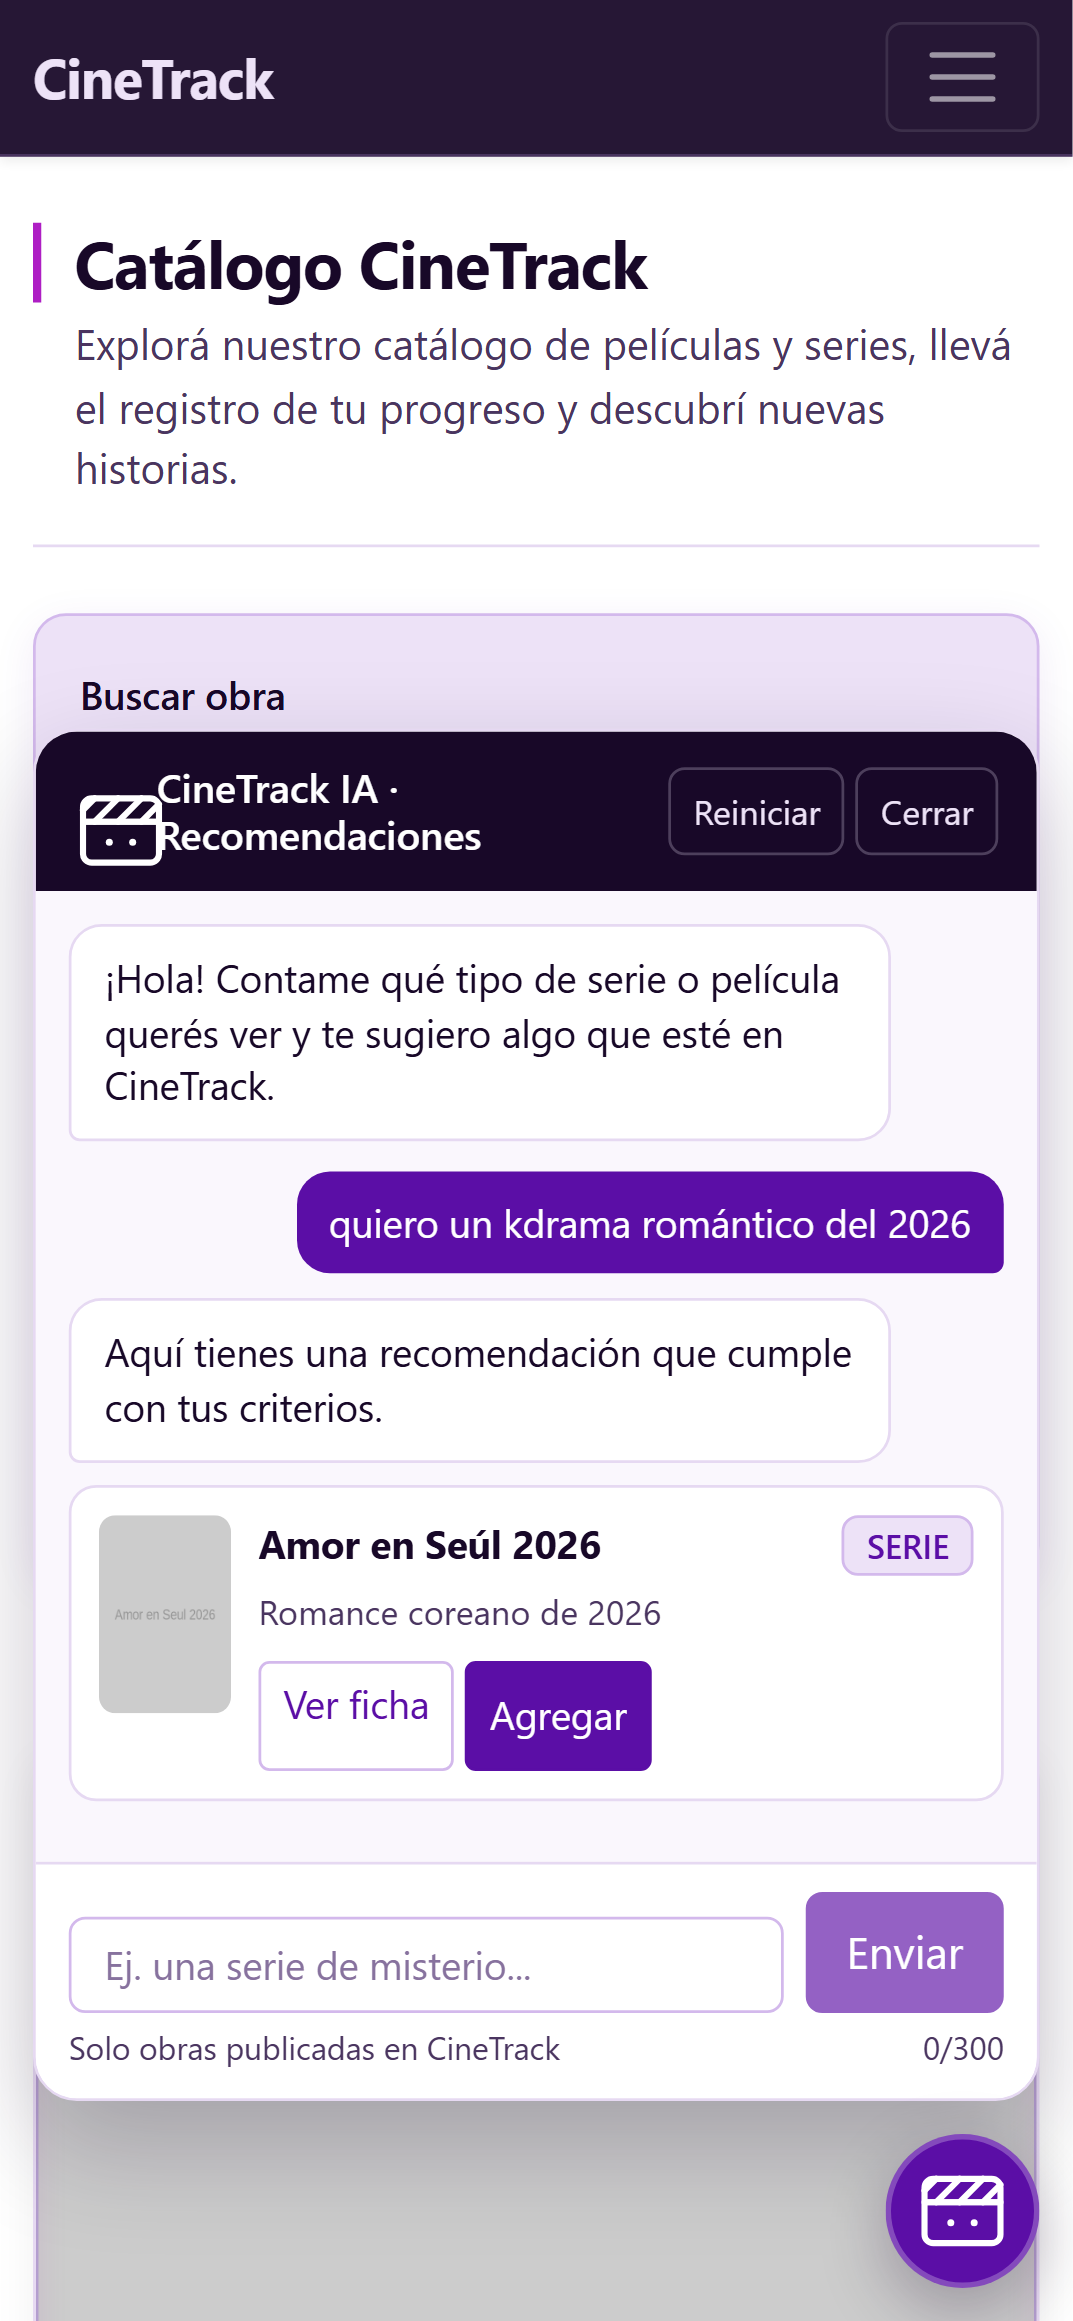 CineTrack
Catálogo CineTrack
Explorá nuestro catálogo de películas y series, llevá
el registro de tu progreso y descubrí nuevas
historias.
Buscar obra
CineTrack IA ·
Recomendaciones
Reiniciar
Cerrar
¡Hola! Contame qué tipo de serie o película
querés ver y te sugiero algo que esté en
CineTrack.
quiero un kdrama romántico del 2026
Aquí tienes una recomendación que cumple
con tus criterios.
Amor en Seul 2026
Amor en Seúl 2026
SERIE
Romance coreano de 2026
Ver ficha
Agregar
Ej. una serie de misterio...
Enviar
Solo obras publicadas en CineTrack
0/300